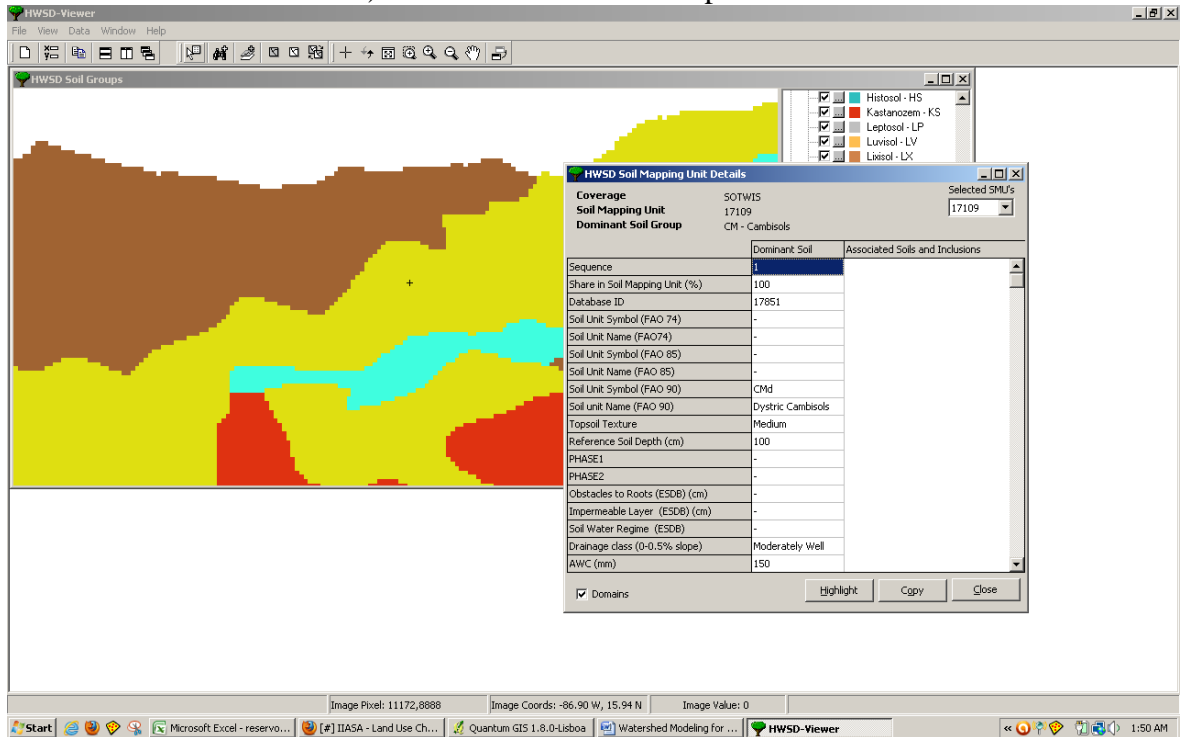 HWSD-Viewer
File View Data Window Help
HWSD Soil Groups
Histosol - HS
Kastanozem - KS
Leptosol - LP
Luvisol - LV
Lixisol - LX
HWSD Soil Mapping Unit Details
Coverage SOTWIS
Soil Mapping Unit 17109
Dominant Soil Group CM - Cambisols
Selected SMU's
17109
Dominant Soil Associated Soils and Inclusions
Sequence 1
Share in Soil Mapping Unit (%) 100
Database ID 17851
Soil Unit Symbol (FAO 74) -
Soil Unit Name (FAO74) -
Soil Unit Symbol (FAO 85) -
Soil Unit Name (FAO 85) -
Soil Unit Symbol (FAO 90) CMd
Soil unit Name (FAO 90) Dystric Cambisols
Topsoil Texture Medium
Reference Soil Depth (cm) 100
PHASE1 -
PHASE2 -
Obstacles to Roots (ESDB) (cm) -
Impermeable Layer (ESDB) (cm) -
Soil Water Regime (ESDB) -
Drainage class (0-0.5% slope) Moderately Well
AWC (mm) 150
Domains
Highlight Copy Close
Image Pixel: 11172,8888 Image Coords: -86.90 W, 15.94 N Image Value: 0
Start Microsoft Excel - reservo... [#] IIASA - Land Use Ch... Quantum GIS 1.8.0-Lisboa Watershed Modeling for ... HWSD-Viewer « 1:50 AM